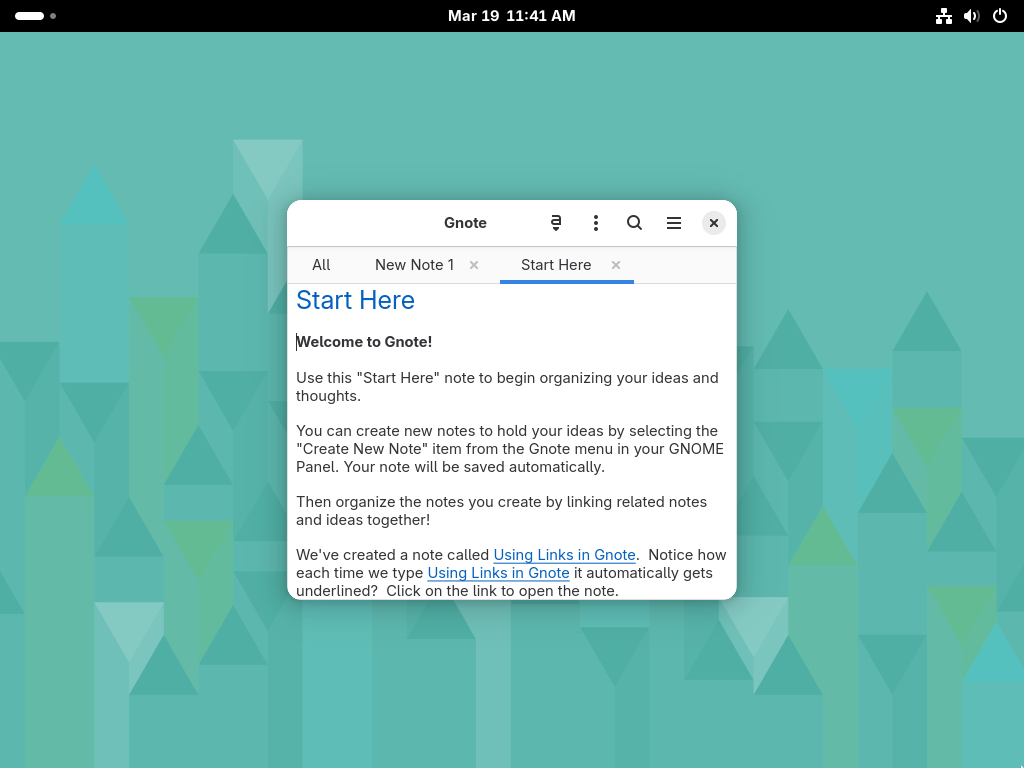 Mar 19  11:41 AM
Gnote
All
New Note 1
Start Here
Start Here
Welcome to Gnote!
Use this "Start Here" note to begin organizing your ideas and
thoughts.
You can create new notes to hold your ideas by selecting the
"Create New Note" item from the Gnote menu in your GNOME
Panel. Your note will be saved automatically.
Then organize the notes you create by linking related notes
and ideas together!
We've created a note called Using Links in Gnote.  Notice how
each time we type Using Links in Gnote it automatically gets
underlined?  Click on the link to open the note.